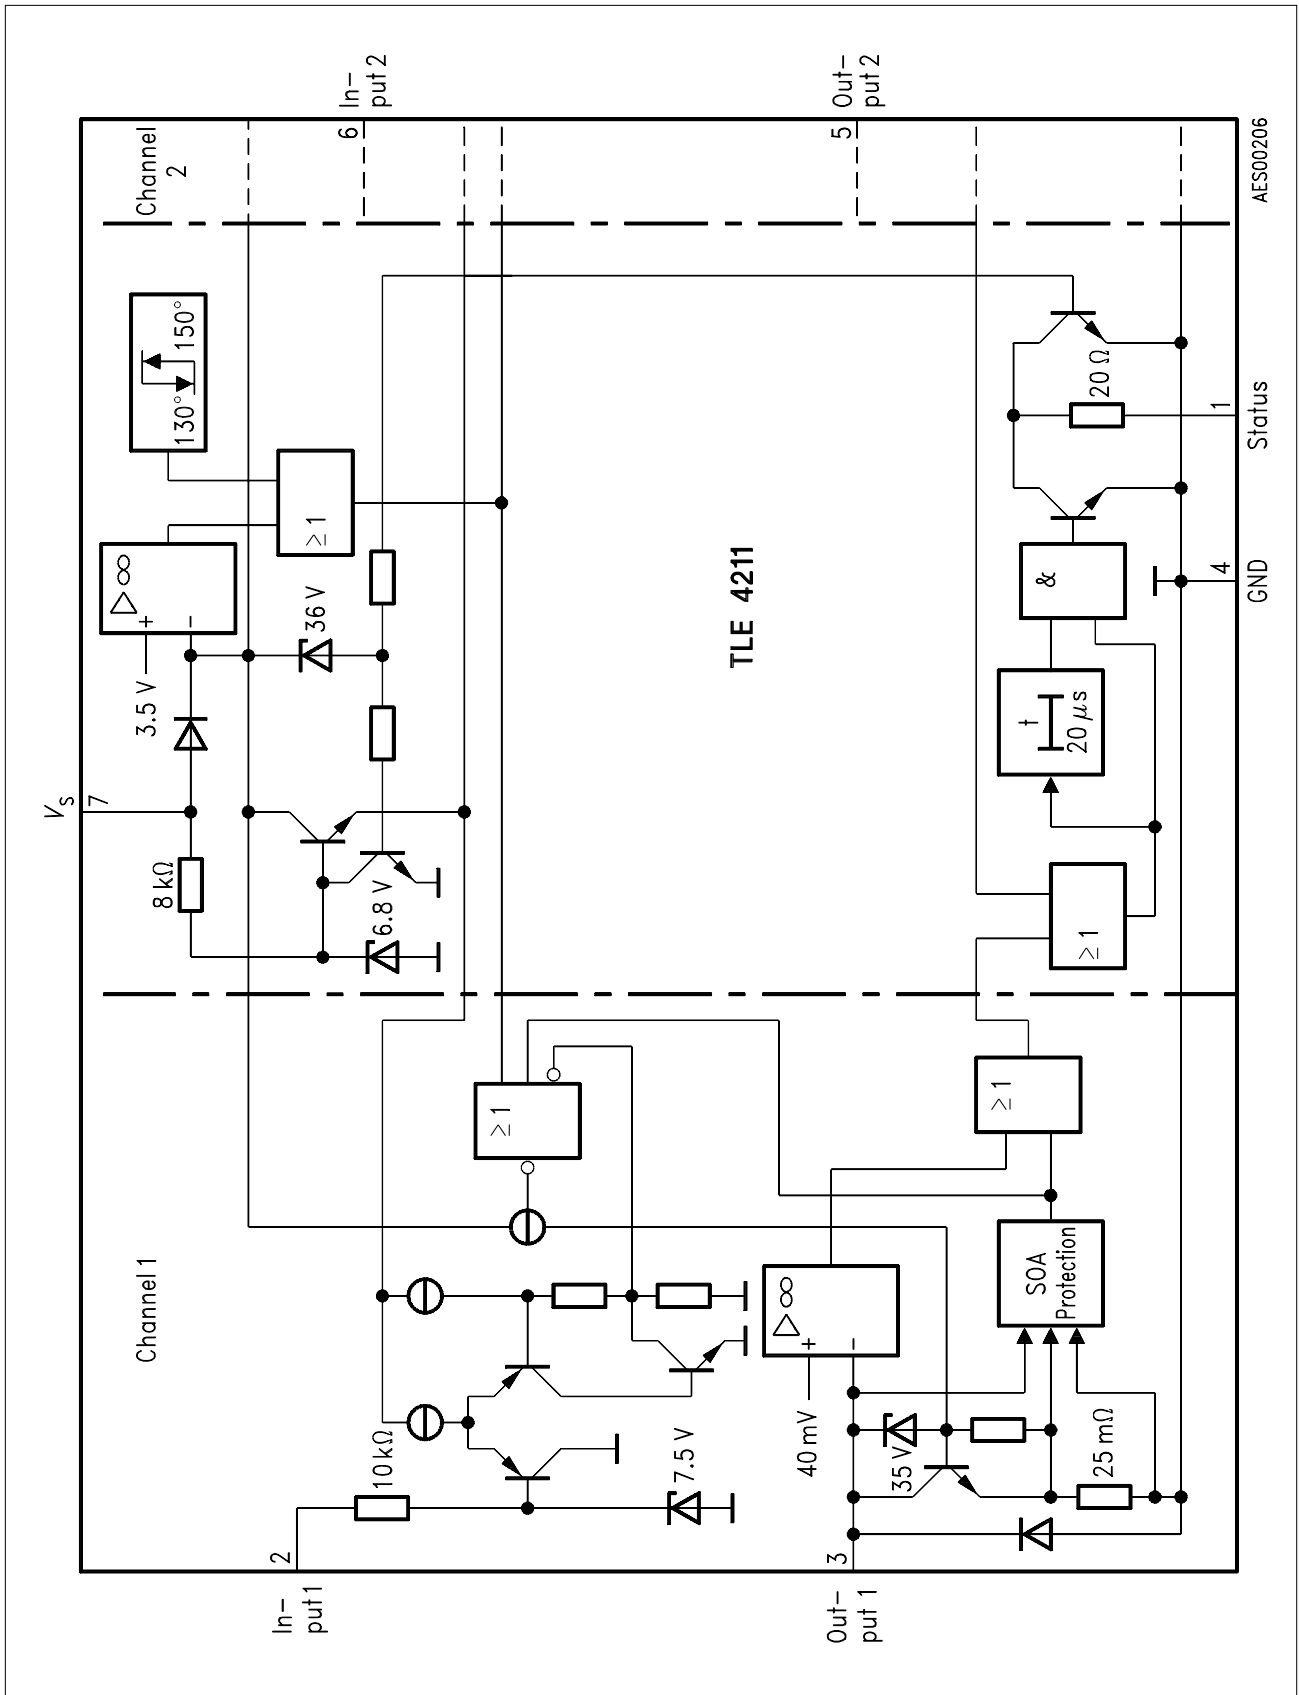 Channel 1
Channel
2
In-
put 1
2
10 kΩ
7.5 V
≥ 1
Out-
put 1
3
40 mV
+
−
▷ ∞
35 V
25 mΩ
SOA
Protection
≥ 1
Vs
7
8 kΩ
6.8 V
3.5 V
+
−
▷ ∞
36 V
130° 150°
≥ 1
TLE 4211
≥ 1
t
20 μs
&
20 Ω
4
GND
1
Status
6
In-
put 2
5
Out-
put 2
AES00206